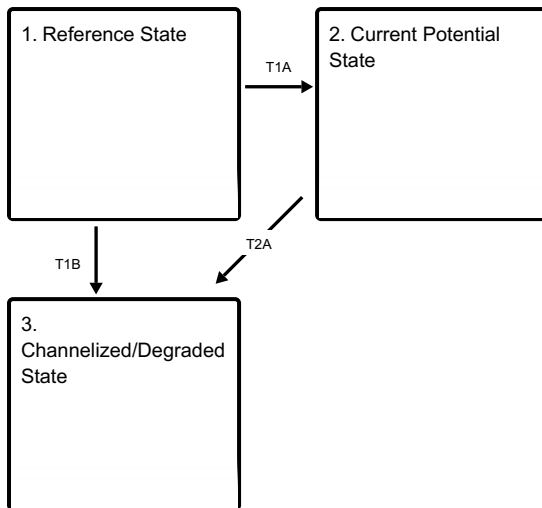 1. Reference State
2. Current Potential
State
T1A
T1B
T2A
3.
Channelized/Degraded
State